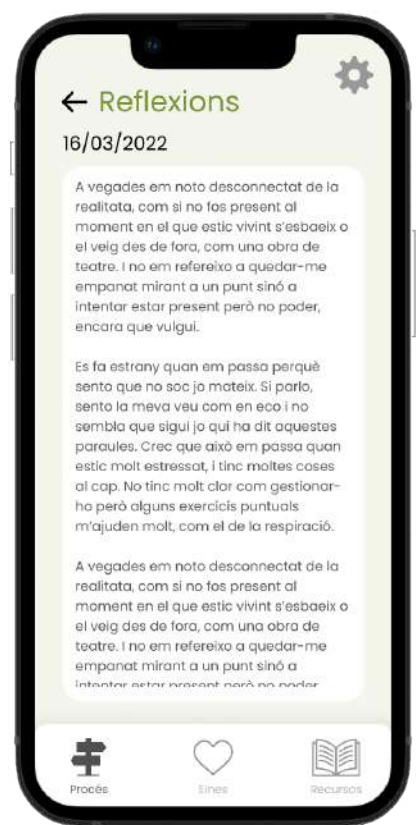 Reflexions
16/03/2022
A vegades em noto desconnectat de la
realitata, com si no fos present al
moment en el que estic vivint s'esbaeix o
el veig des de fora, com una obra de
teatre. I no em refereixo a quedar-me
empanat mirant a un punt sinó a
intentar estar present però no poder,
encara que vulgui.
Es fa estrany quan em passa perquè
sento que no soc jo mateix. Si parlo,
sento la meva veu com en eco i no
sembla que sigui jo qui ha dit aquestes
paraules. Crec que això em passa quan
estic molt estressat, i tinc moltes coses
al cap. No tinc molt clar com gestionar-
ho però alguns exercicis puntuals
m'ajuden molt, com el de la respiració.
A vegades em noto desconnectat de la
realitata, com si no fos present al
moment en el que estic vivint s'esbaeix o
el veig des de fora, com una obra de
teatre. I no em refereixo a quedar-me
empanat mirant a un punt sinó a
intentar estar present però no poder
Procés
Eines
Recursos